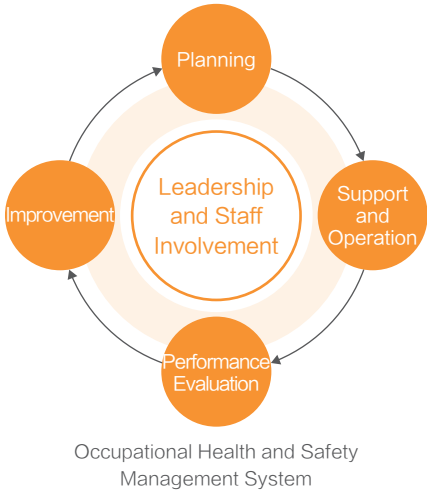 Planning
Leadership
and Staff
Involvement
Support
and
Operation
Improvement
Performance
Evaluation
Occupational Health and Safety
Management System